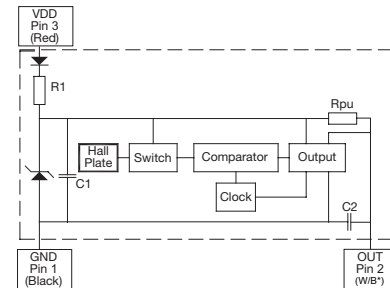 VDD
Pin 3
(Red)
R1
Rpu
Hall
Plate
Switch
Comparator
Output
C1
Clock
C2
GND
Pin 1
(Black)
OUT
Pin 2
(W/B*)